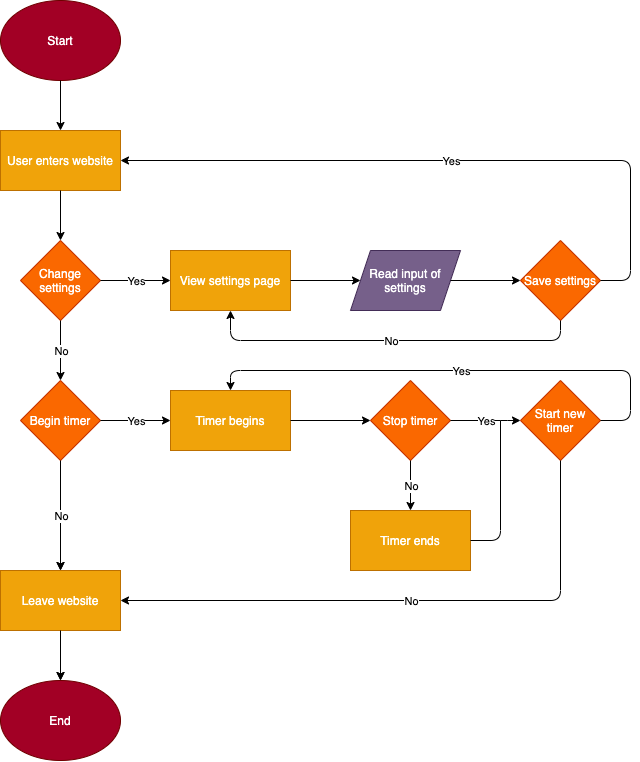 Start
User enters website
Yes
Change
settings
Yes
View settings page
Read input of
settings
Save settings
No
No
Yes
Begin timer
Yes
Timer begins
Stop timer
Yes
Start new
timer
No
No
Timer ends
Leave website
No
End